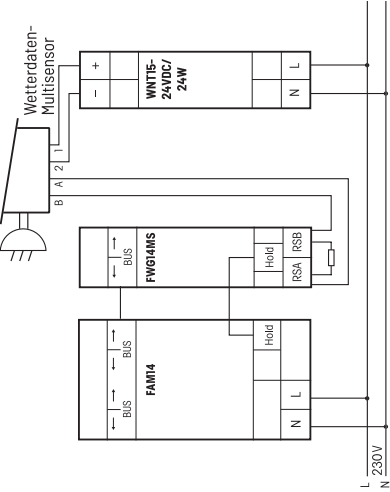 Wetterdaten-
Multisensor
1
2
A
B
+
–
WNT15-
24VDC/
24W
L
N
BUS
FWG14MS
Hold
RSB
RSA
BUS
BUS
FAM14
Hold
L
N
L
230V
N